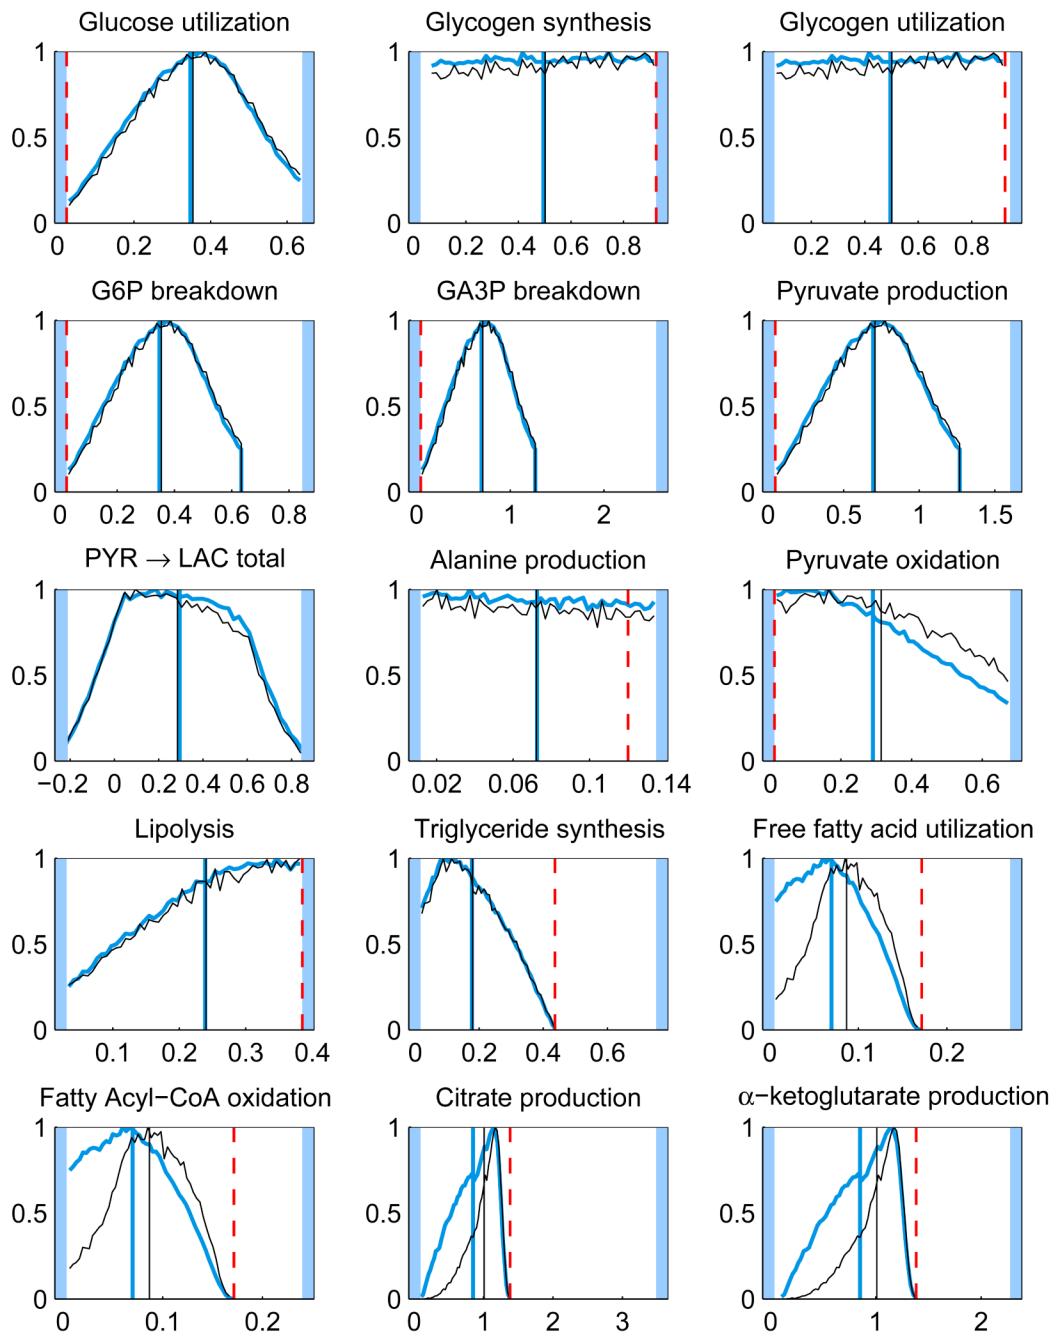 Glucose utilization Glycogen synthesis Glycogen utilization
1 1 1
0.5 0.5 0.5
0 0 0
0 0.2 0.4 0.6 0 0.2 0.4 0.6 0.8 0.2 0.4 0.6 0.8
G6P breakdown GA3P breakdown Pyruvate production
1 1 1
0.5 0.5 0.5
0 0 0
0 0.2 0.4 0.6 0.8 0 1 2 0 0.5 1 1.5
PYR → LAC total Alanine production Pyruvate oxidation
1 1 1
0.5 0.5 0.5
0 0 0
−0.2 0 0.2 0.4 0.6 0.8 0.02 0.06 0.1 0.14 0 0.2 0.4 0.6
Lipolysis Triglyceride synthesis Free fatty acid utilization
1 1 1
0.5 0.5 0.5
0 0 0
0.1 0.2 0.3 0.4 0 0.2 0.4 0.6 0 0.1 0.2
Fatty Acyl−CoA oxidation Citrate production α−ketoglutarate production
1 1 1
0.5 0.5 0.5
0 0 0
0 0.1 0.2 0 1 2 3 0 1 2